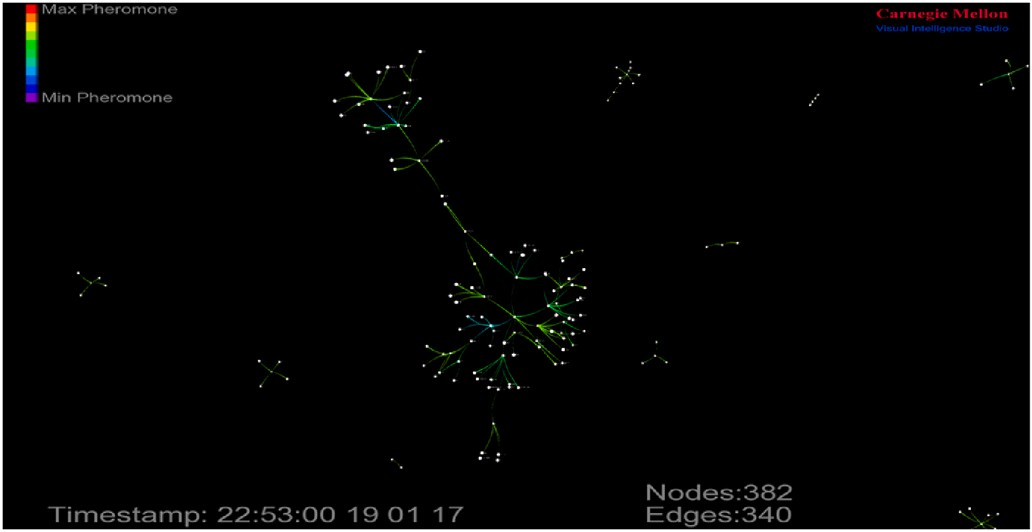 Max Pheromone
Min Pheromone
Carnegie Mellon
Visual Intelligence Studio
Timestamp: 22:53:00 19 01 17
Nodes:382
Edges:340